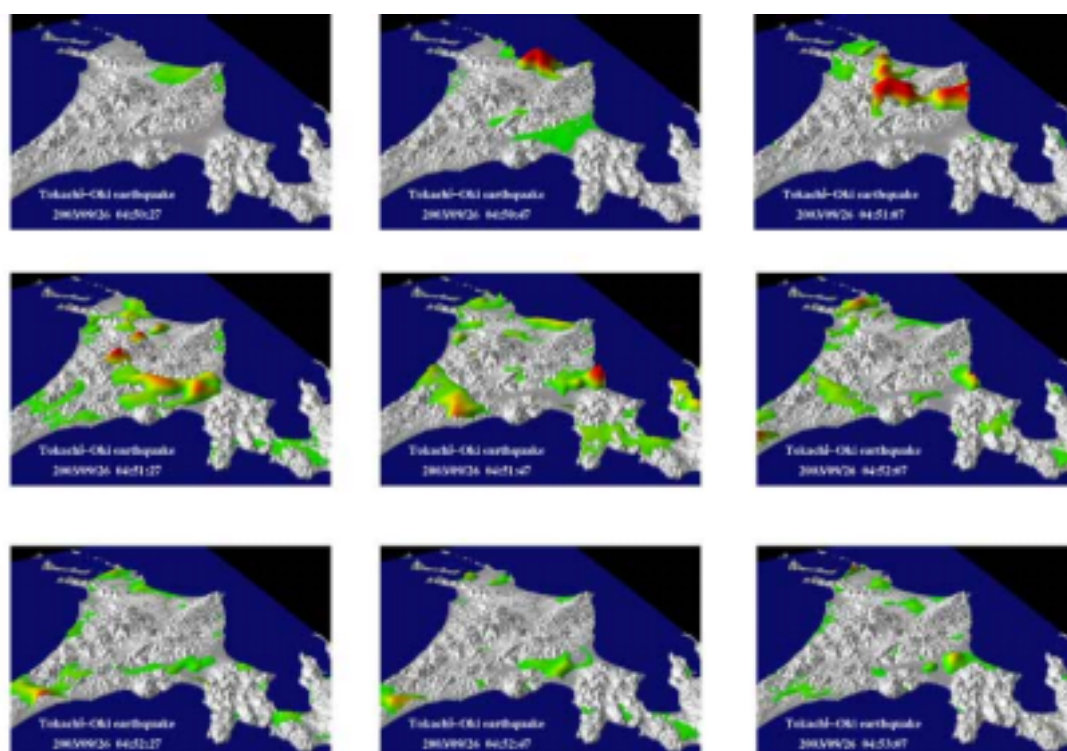 Tokachi-Oki earthquake
2003/09/26 04:50:27
Tokachi-Oki earthquake
2003/09/26 04:50:47
Tokachi-Oki earthquake
2003/09/26 04:51:07
Tokachi-Oki earthquake
2003/09/26 04:51:27
Tokachi-Oki earthquake
2003/09/26 04:51:47
Tokachi-Oki earthquake
2003/09/26 04:52:07
Tokachi-Oki earthquake
2003/09/26 04:52:27
Tokachi-Oki earthquake
2003/09/26 04:52:47
Tokachi-Oki earthquake
2003/09/26 04:53:07